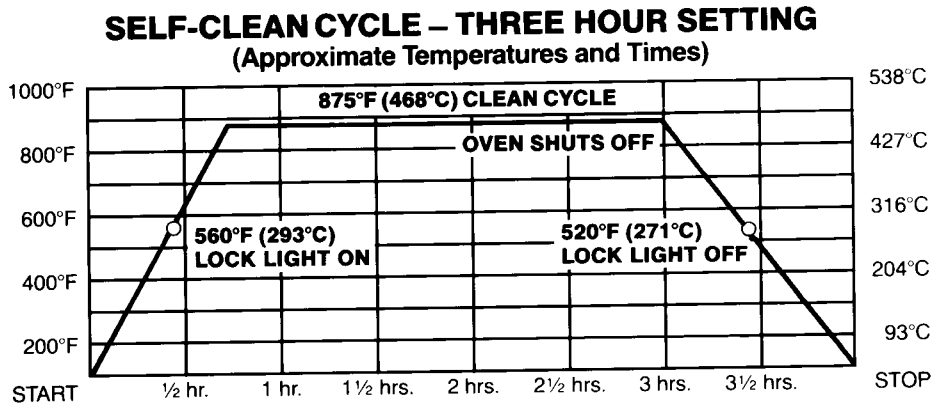 SELF-CLEAN CYCLE – THREE HOUR SETTING
(Approximate Temperatures and Times)
1000°F
538°C
875°F (468°C) CLEAN CYCLE
OVEN SHUTS OFF
800°F
427°C
600°F
316°C
560°F (293°C)
LOCK LIGHT ON
520°F (271°C)
LOCK LIGHT OFF
400°F
204°C
200°F
93°C
START
½ hr.
1 hr.
1½ hrs.
2 hrs.
2½ hrs.
3 hrs.
3½ hrs.
STOP